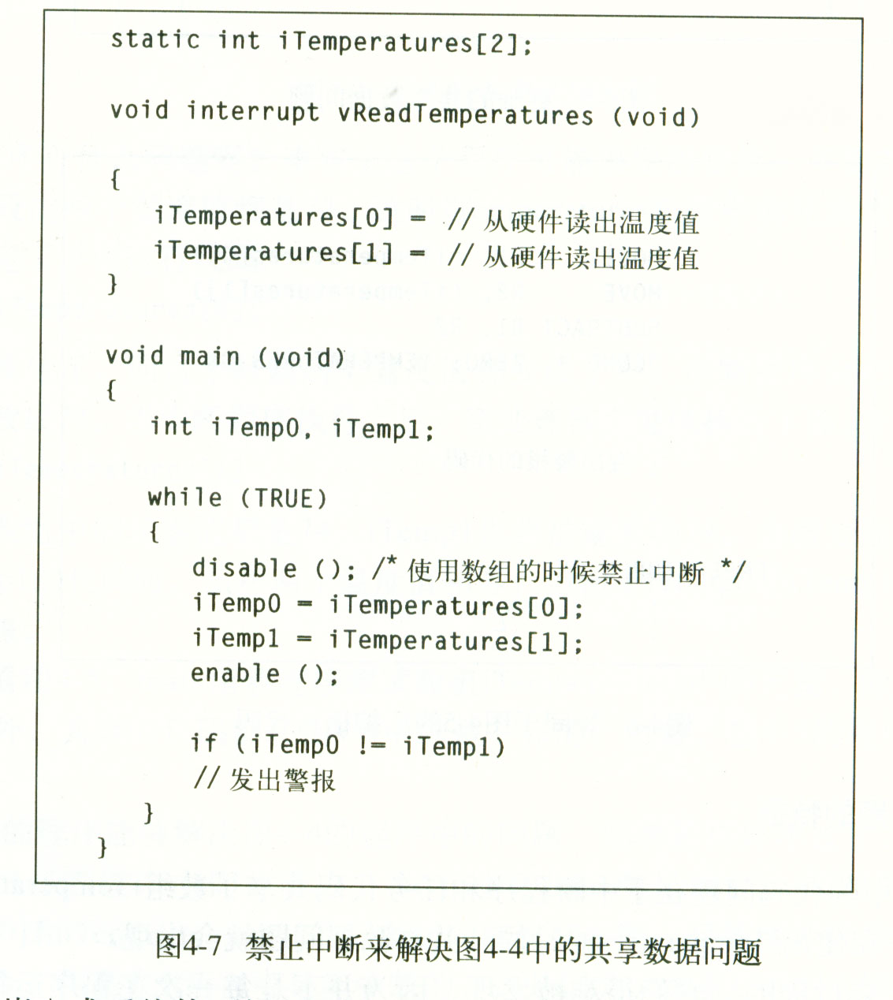 static int iTemperatures[2];
void interrupt vReadTemperatures (void)
{
iTemperatures[0] = // 从硬件读出温度值
iTemperatures[1] = // 从硬件读出温度值
}
void main (void)
{
int iTemp0, iTemp1;
while (TRUE)
{
disable (); /* 使用数组的时候禁止中断 */
iTemp0 = iTemperatures[0];
iTemp1 = iTemperatures[1];
enable ();
if (iTemp0 != iTemp1)
// 发出警报
}
}
图4-7 禁止中断来解决图4-4中的共享数据问题